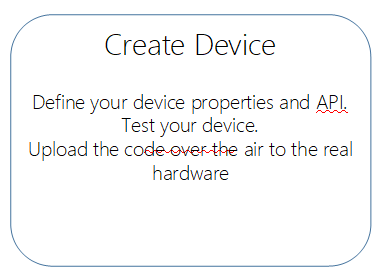 Create Device
Define your device properties and API.
Test your device.
Upload the code over the air to the real
hardware